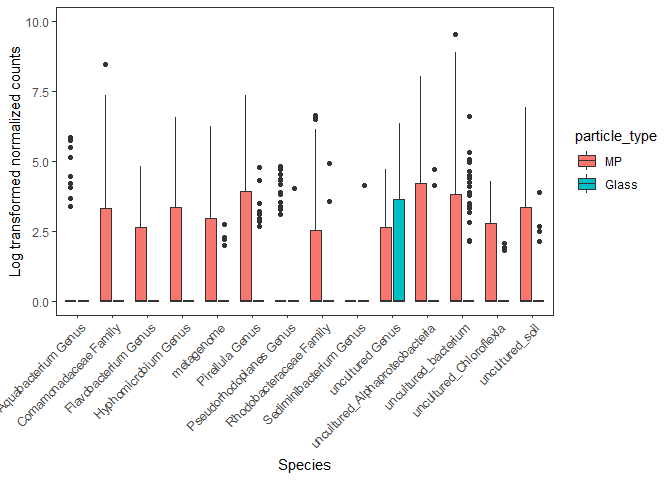 10.0
7.5
5.0
2.5
0.0
Log transformed normalized counts
Aquabacterium Genus
Comamonadaceae Family
Flavobacterium Genus
Hyphomicrobium Genus
metagenome
Pirellula Genus
Pseudorhodoplanes Genus
Rhodobacteraceae Family
Sediminibacterium Genus
uncultured Genus
uncultured_Alphaproteobacteria
uncultured_bacterium
uncultured_Chloroflexia
uncultured_soil
Species
particle_type
MP
Glass